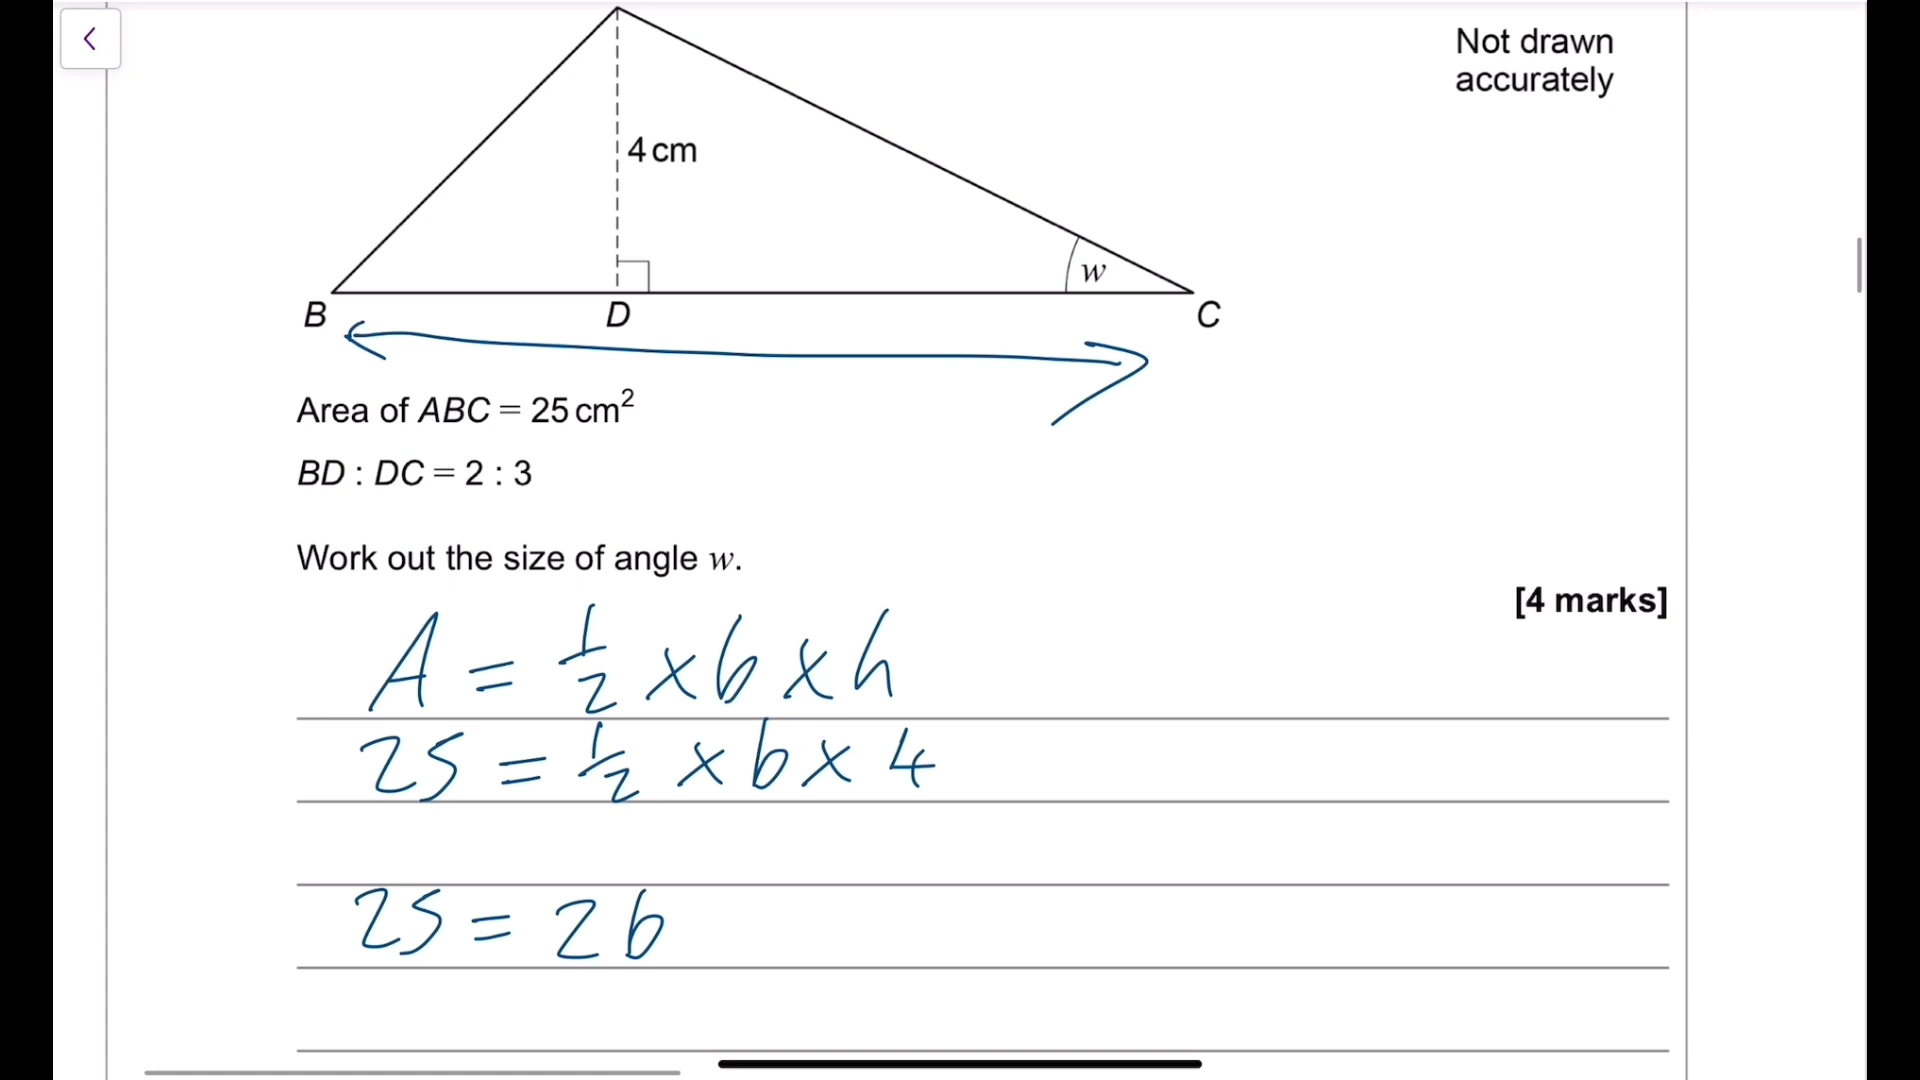 Not drawn
accurately
4 cm
w
B
D
C
Area of ABC = 25 cm²
BD : DC = 2 : 3
Work out the size of angle w.
[4 marks]
A = 1/2 × b × h
25 = 1/2 × b × 4
25 = 2b